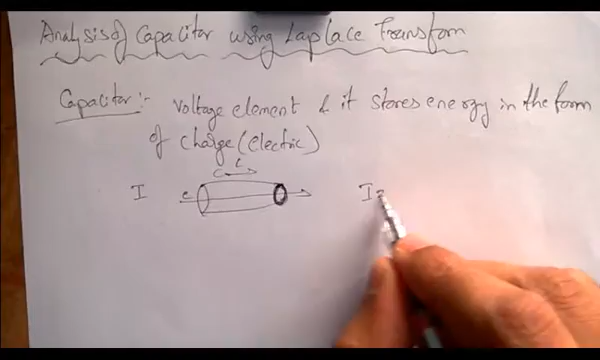 Analysis of Capacitor using Laplace Transform
Capacitor:- Voltage element & it stores energy in the form
of charge (electric)
I e I=